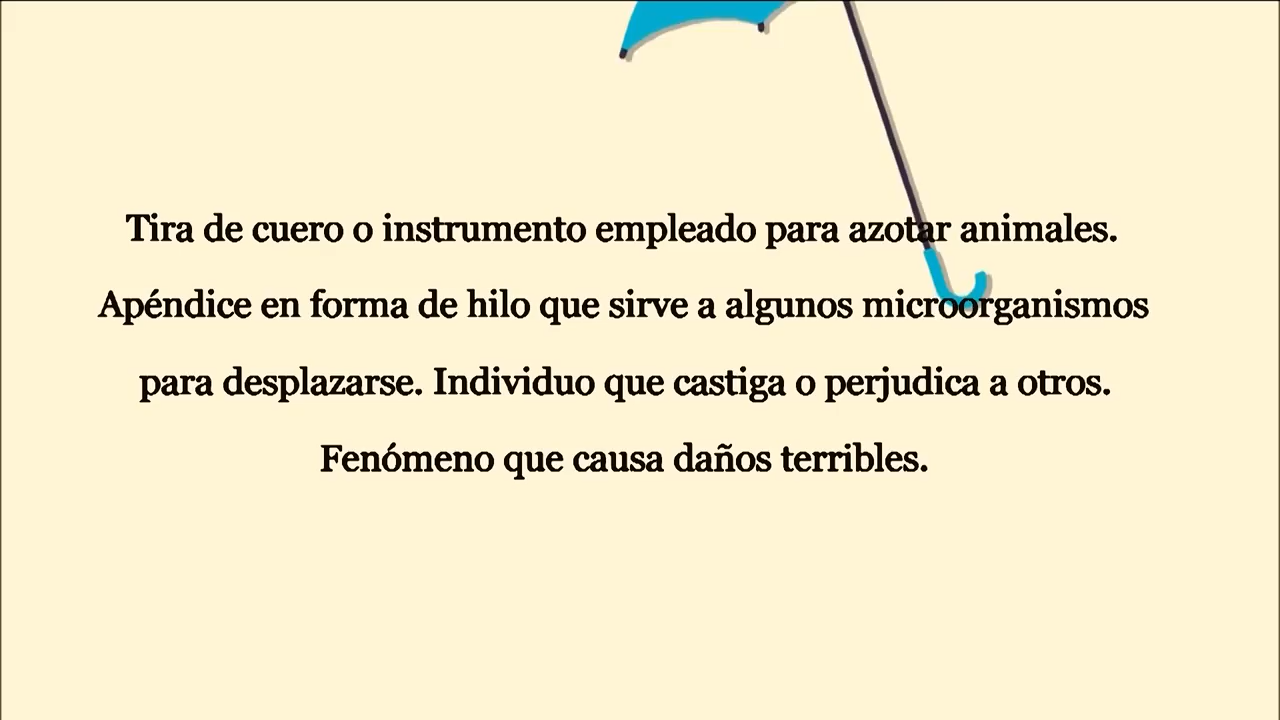 Tira de cuero o instrumento empleado para azotar animales.
Apéndice en forma de hilo que sirve a algunos microorganismos
para desplazarse. Individuo que castiga o perjudica a otros.
Fenómeno que causa daños terribles.